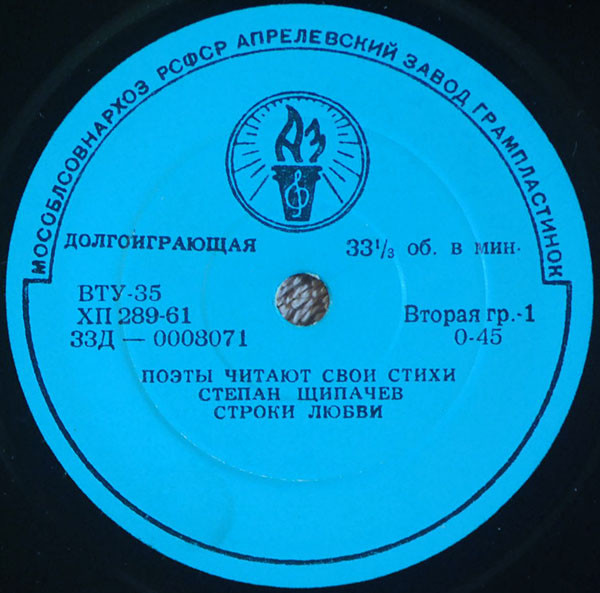 МОСОБЛСОВНАРХОЗ РСФСР АПРЕЛЕВСКИЙ ЗАВОД ГРАМПЛАСТИНОК
АЗ
ДОЛГОИГРАЮЩАЯ 33⅓ об. в мин.
ВТУ-35
ХП 289-61 Вторая гр.-1
33Д — 0008071 0-45
ПОЭТЫ ЧИТАЮТ СВОИ СТИХИ
СТЕПАН ЩИПАЧЕВ
СТРОКИ ЛЮБВИ